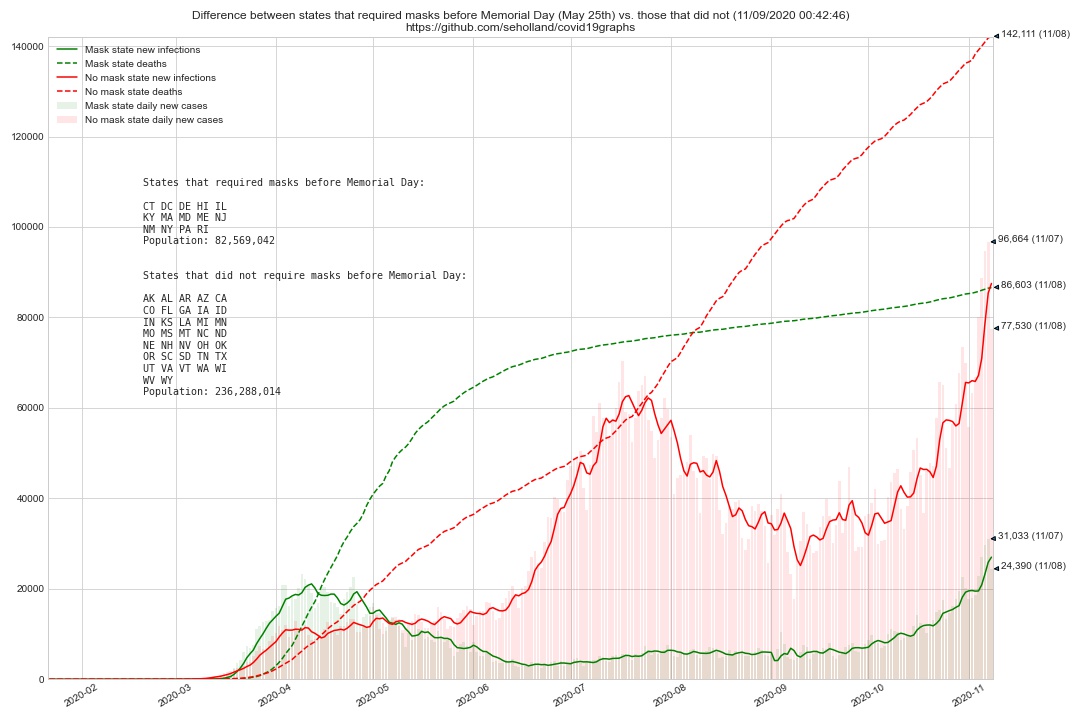 Difference between states that required masks before Memorial Day (May 25th) vs. those that did not (11/09/2020 00:42:46)
https://github.com/seholland/covid19graphs
Mask state new infections
Mask state deaths
No mask state new infections
No mask state deaths
Mask state daily new cases
No mask state daily new cases
States that required masks before Memorial Day:
CT DC DE HI IL
KY MA MD ME NJ
NM NY PA RI
Population: 82,569,042
States that did not require masks before Memorial Day:
AK AL AR AZ CA
CO FL GA IA ID
IN KS LA MI MN
MO MS MT NC ND
NE NH NV OH OK
OR SC SD TN TX
UT VA VT WA WI
WV WY
Population: 236,288,014
140000
120000
100000
80000
60000
40000
20000
0
142,111 (11/08)
96,664 (11/07)
86,603 (11/08)
77,530 (11/08)
31,033 (11/07)
24,390 (11/08)
2020-02
2020-03
2020-04
2020-05
2020-06
2020-07
2020-08
2020-09
2020-10
2020-11